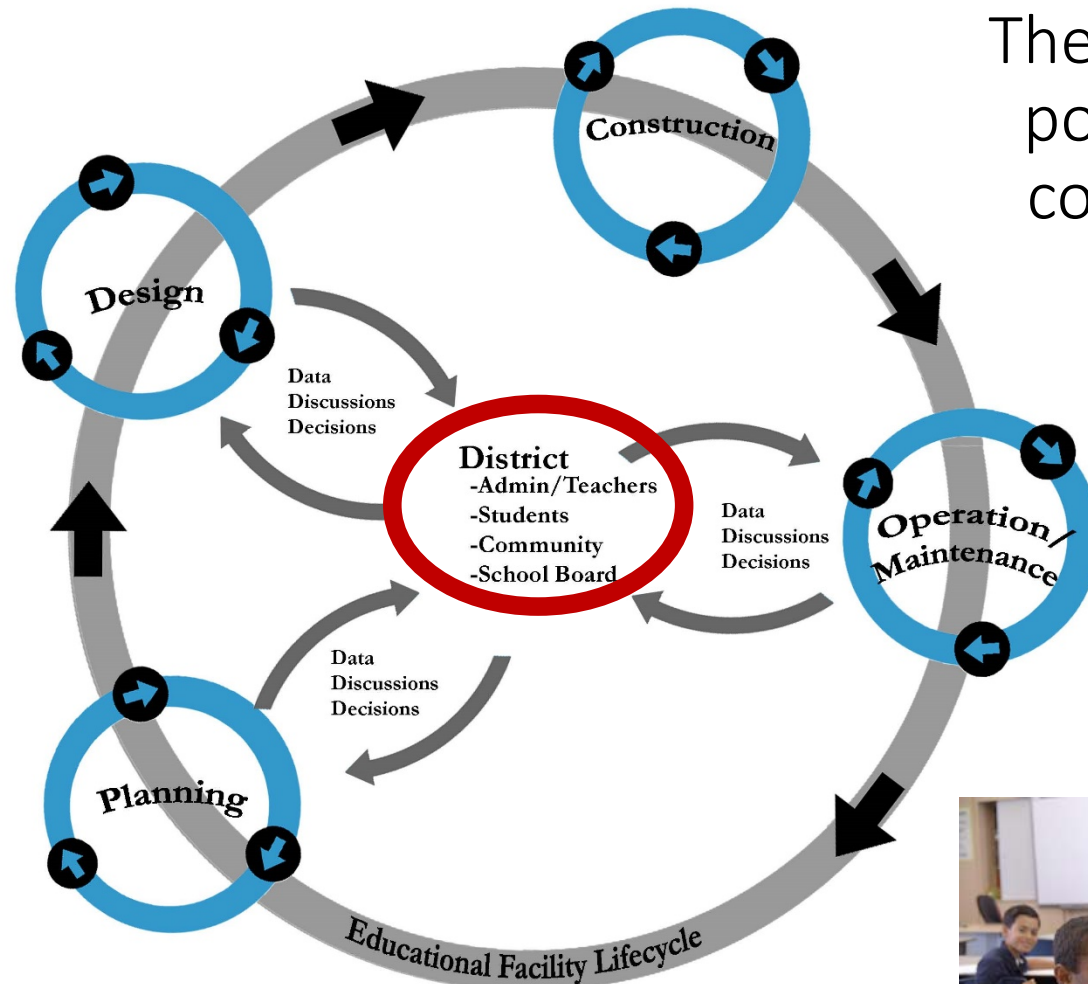 The
po
co
Construction
Design
Data
Discussions
Decisions
District
-Admin/Teachers
-Students
-Community
-School Board
Data
Discussions
Decisions
Operation/
Maintenance
Data
Discussions
Decisions
Planning
Educational Facility Lifecycle